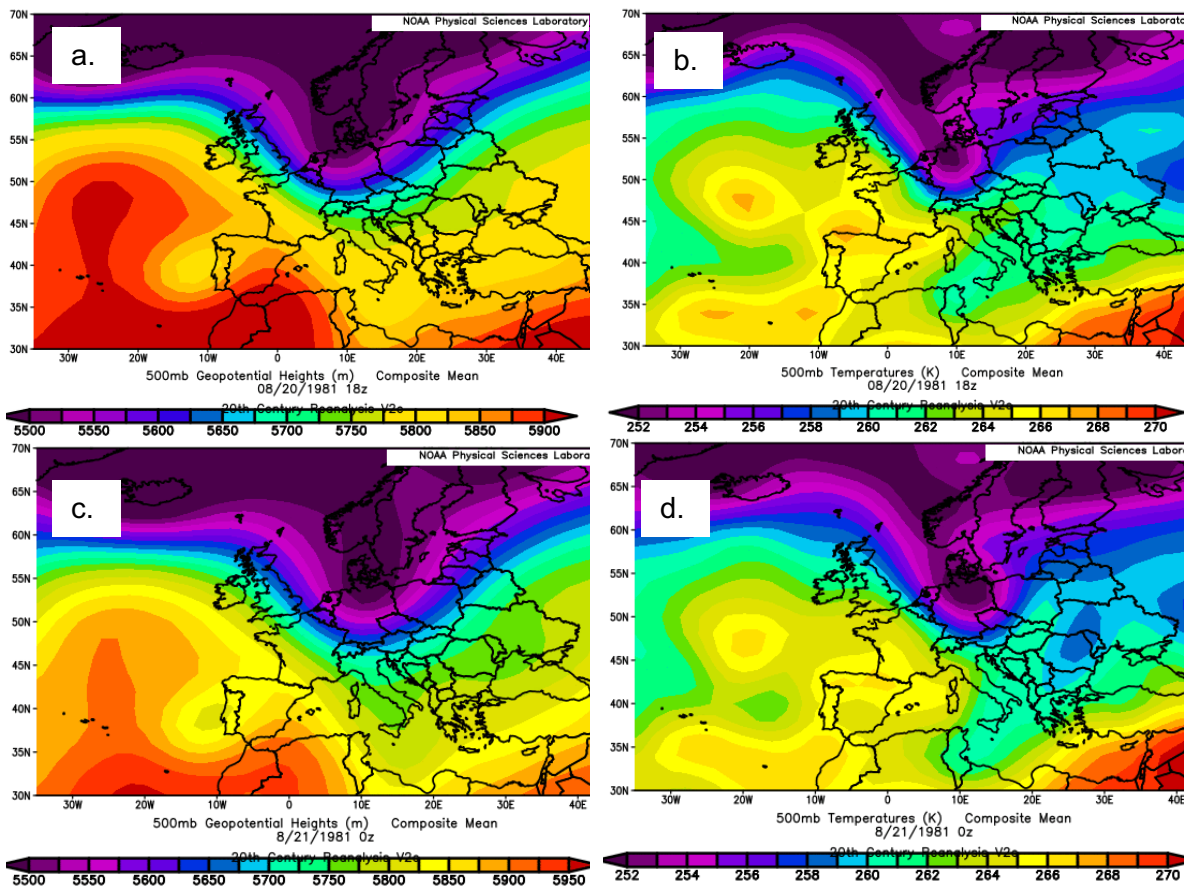 NOAA Physical Sciences Laboratory
a.
70N
65N
60N
55N
50N
45N
40N
35N
30N
30W 20W 10W 0 10E 20E 30E 40E
500mb Geopotential Heights (m) Composite Mean
08/20/1981 18z
20th Century Reanalysis V2c
5500 5550 5600 5650 5700 5750 5800 5850 5900
NOAA Physical Sciences Laborato
b.
70N
65N
60N
55N
50N
45N
40N
35N
30N
30W 20W 10W 0 10E 20E 30E 40E
500mb Temperatures (K) Composite Mean
08/20/1981 18z
20th Century Reanalysis V2c
252 254 256 258 260 262 264 266 268 270
NOAA Physical Sciences Labora
c.
70N
65N
60N
55N
50N
45N
40N
35N
30N
30W 20W 10W 0 10E 20E 30E 40E
500mb Geopotential Heights (m) Composite Mean
8/21/1981 0z
20th Century Reanalysis V2c
5500 5550 5600 5650 5700 5750 5800 5850 5900 5950
NOAA Physical Sciences Labora
d.
70N
65N
60N
55N
50N
45N
40N
35N
30N
30W 20W 10W 0 10E 20E 30E 40E
500mb Temperatures (K) Composite Mean
8/21/1981 0z
20th Century Reanalysis V2c
252 254 256 258 260 262 264 266 268 270